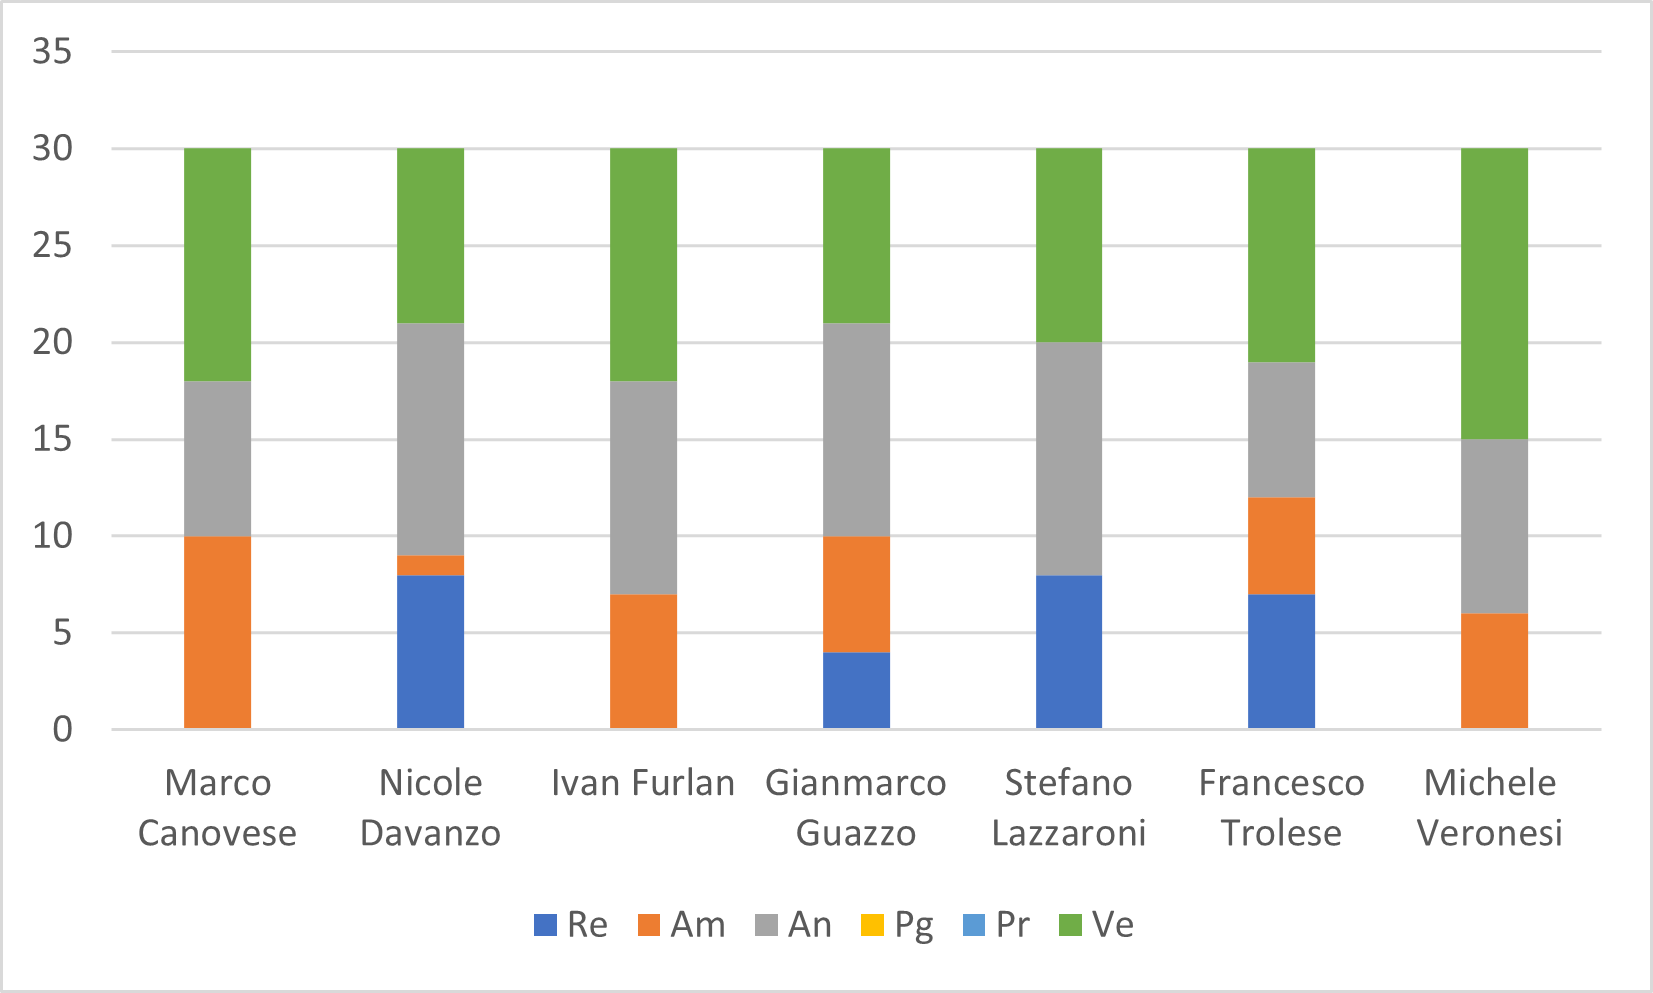 35
30
25
20
15
10
5
0
Marco Canovese
Nicole Davanzo
Ivan Furlan
Gianmarco Guazzo
Stefano Lazzaroni
Francesco Trolese
Michele Veronesi
Re Am An Pg Pr Ve